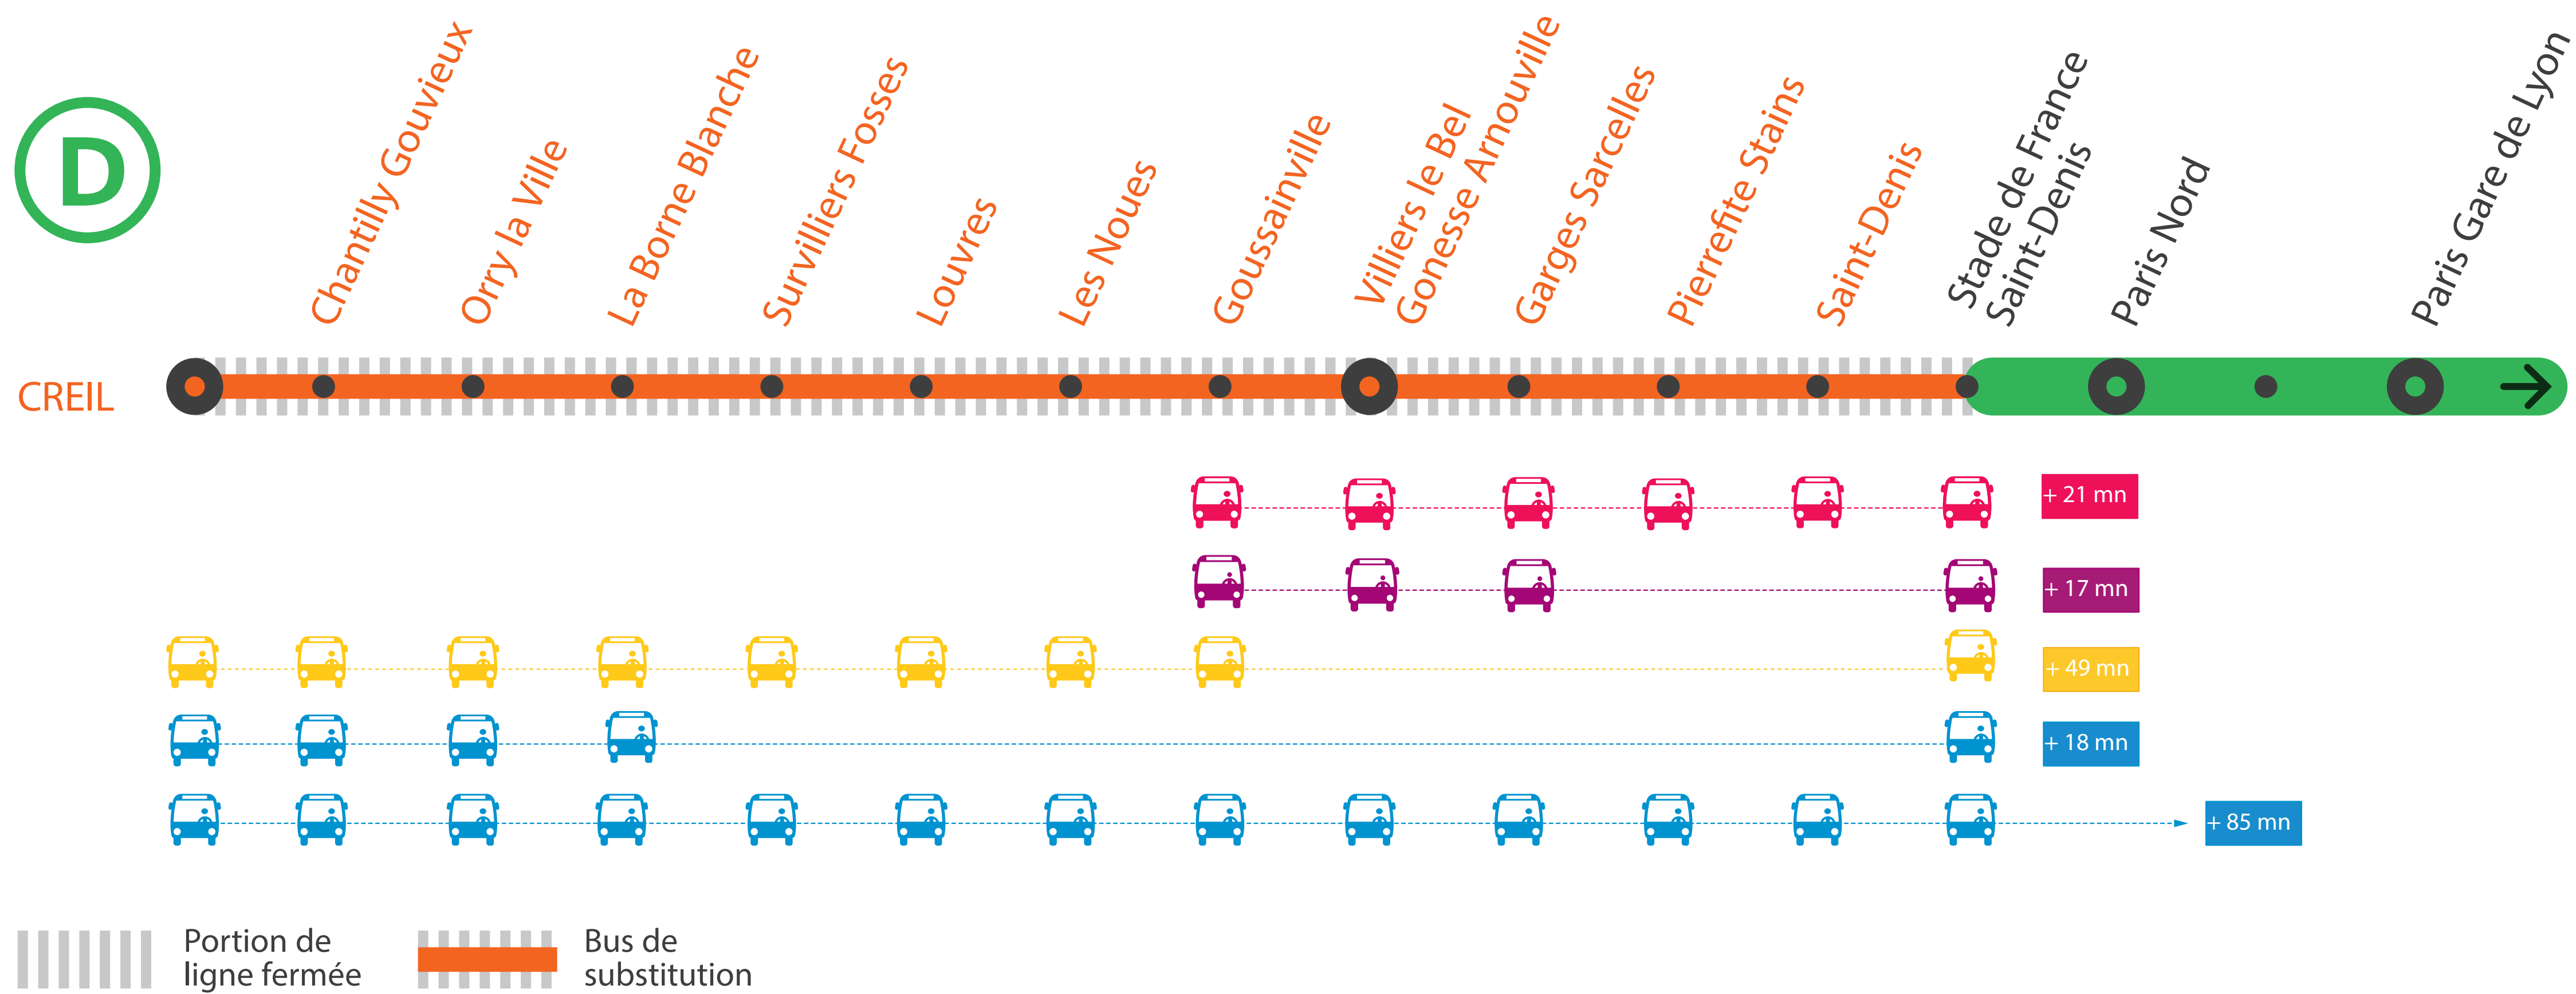 D
CREIL
Chantilly Gouvieux
Orry la Ville
La Borne Blanche
Survilliers Fosses
Louvres
Les Noues
Goussainville
Villiers le Bel
Gonesse Arnouville
Garges Sarcelles
Pierrefite Stains
Saint-Denis
Stade de France
Saint-Denis
Paris Nord
Paris Gare de Lyon
+ 21 mn
+ 17 mn
+ 49 mn
+ 18 mn
+ 85 mn
Portion de
ligne fermée
Bus de
substitution